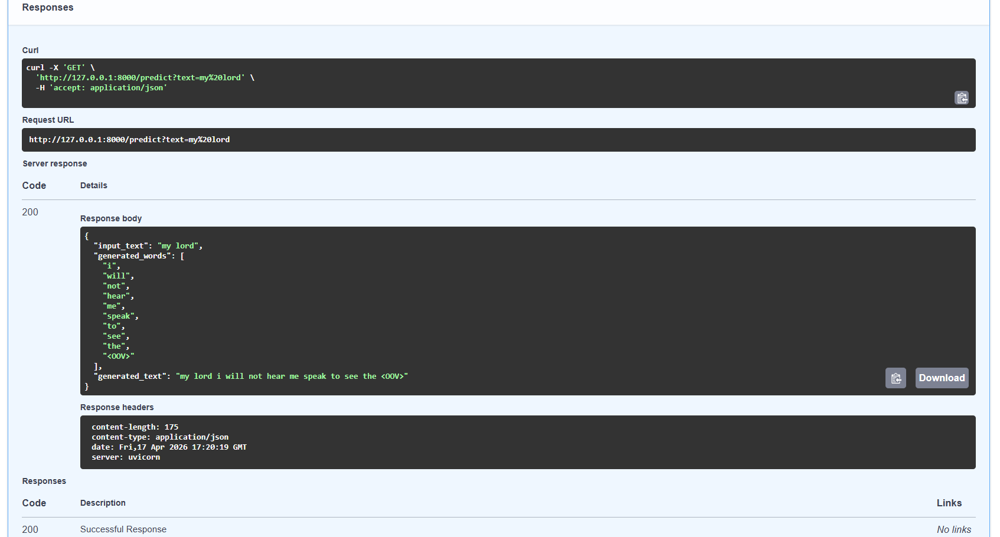 Responses
Curl
curl -X 'GET' \
  'http://127.0.0.1:8000/predict?text=my%20lord' \
  -H 'accept: application/json'
Request URL
http://127.0.0.1:8000/predict?text=my%20lord
Server response
Code Details
200
Response body
{
  "input_text": "my lord",
  "generated_words": [
    "i",
    "will",
    "not",
    "hear",
    "me",
    "speak",
    "to",
    "see",
    "the",
    "<OOV>"
  ],
  "generated_text": "my lord i will not hear me speak to see the <OOV>"
}
Download
Response headers
content-length: 175
content-type: application/json
date: Fri,17 Apr 2026 17:20:19 GMT
server: uvicorn
Responses
Code Description Links
200 Successful Response No links